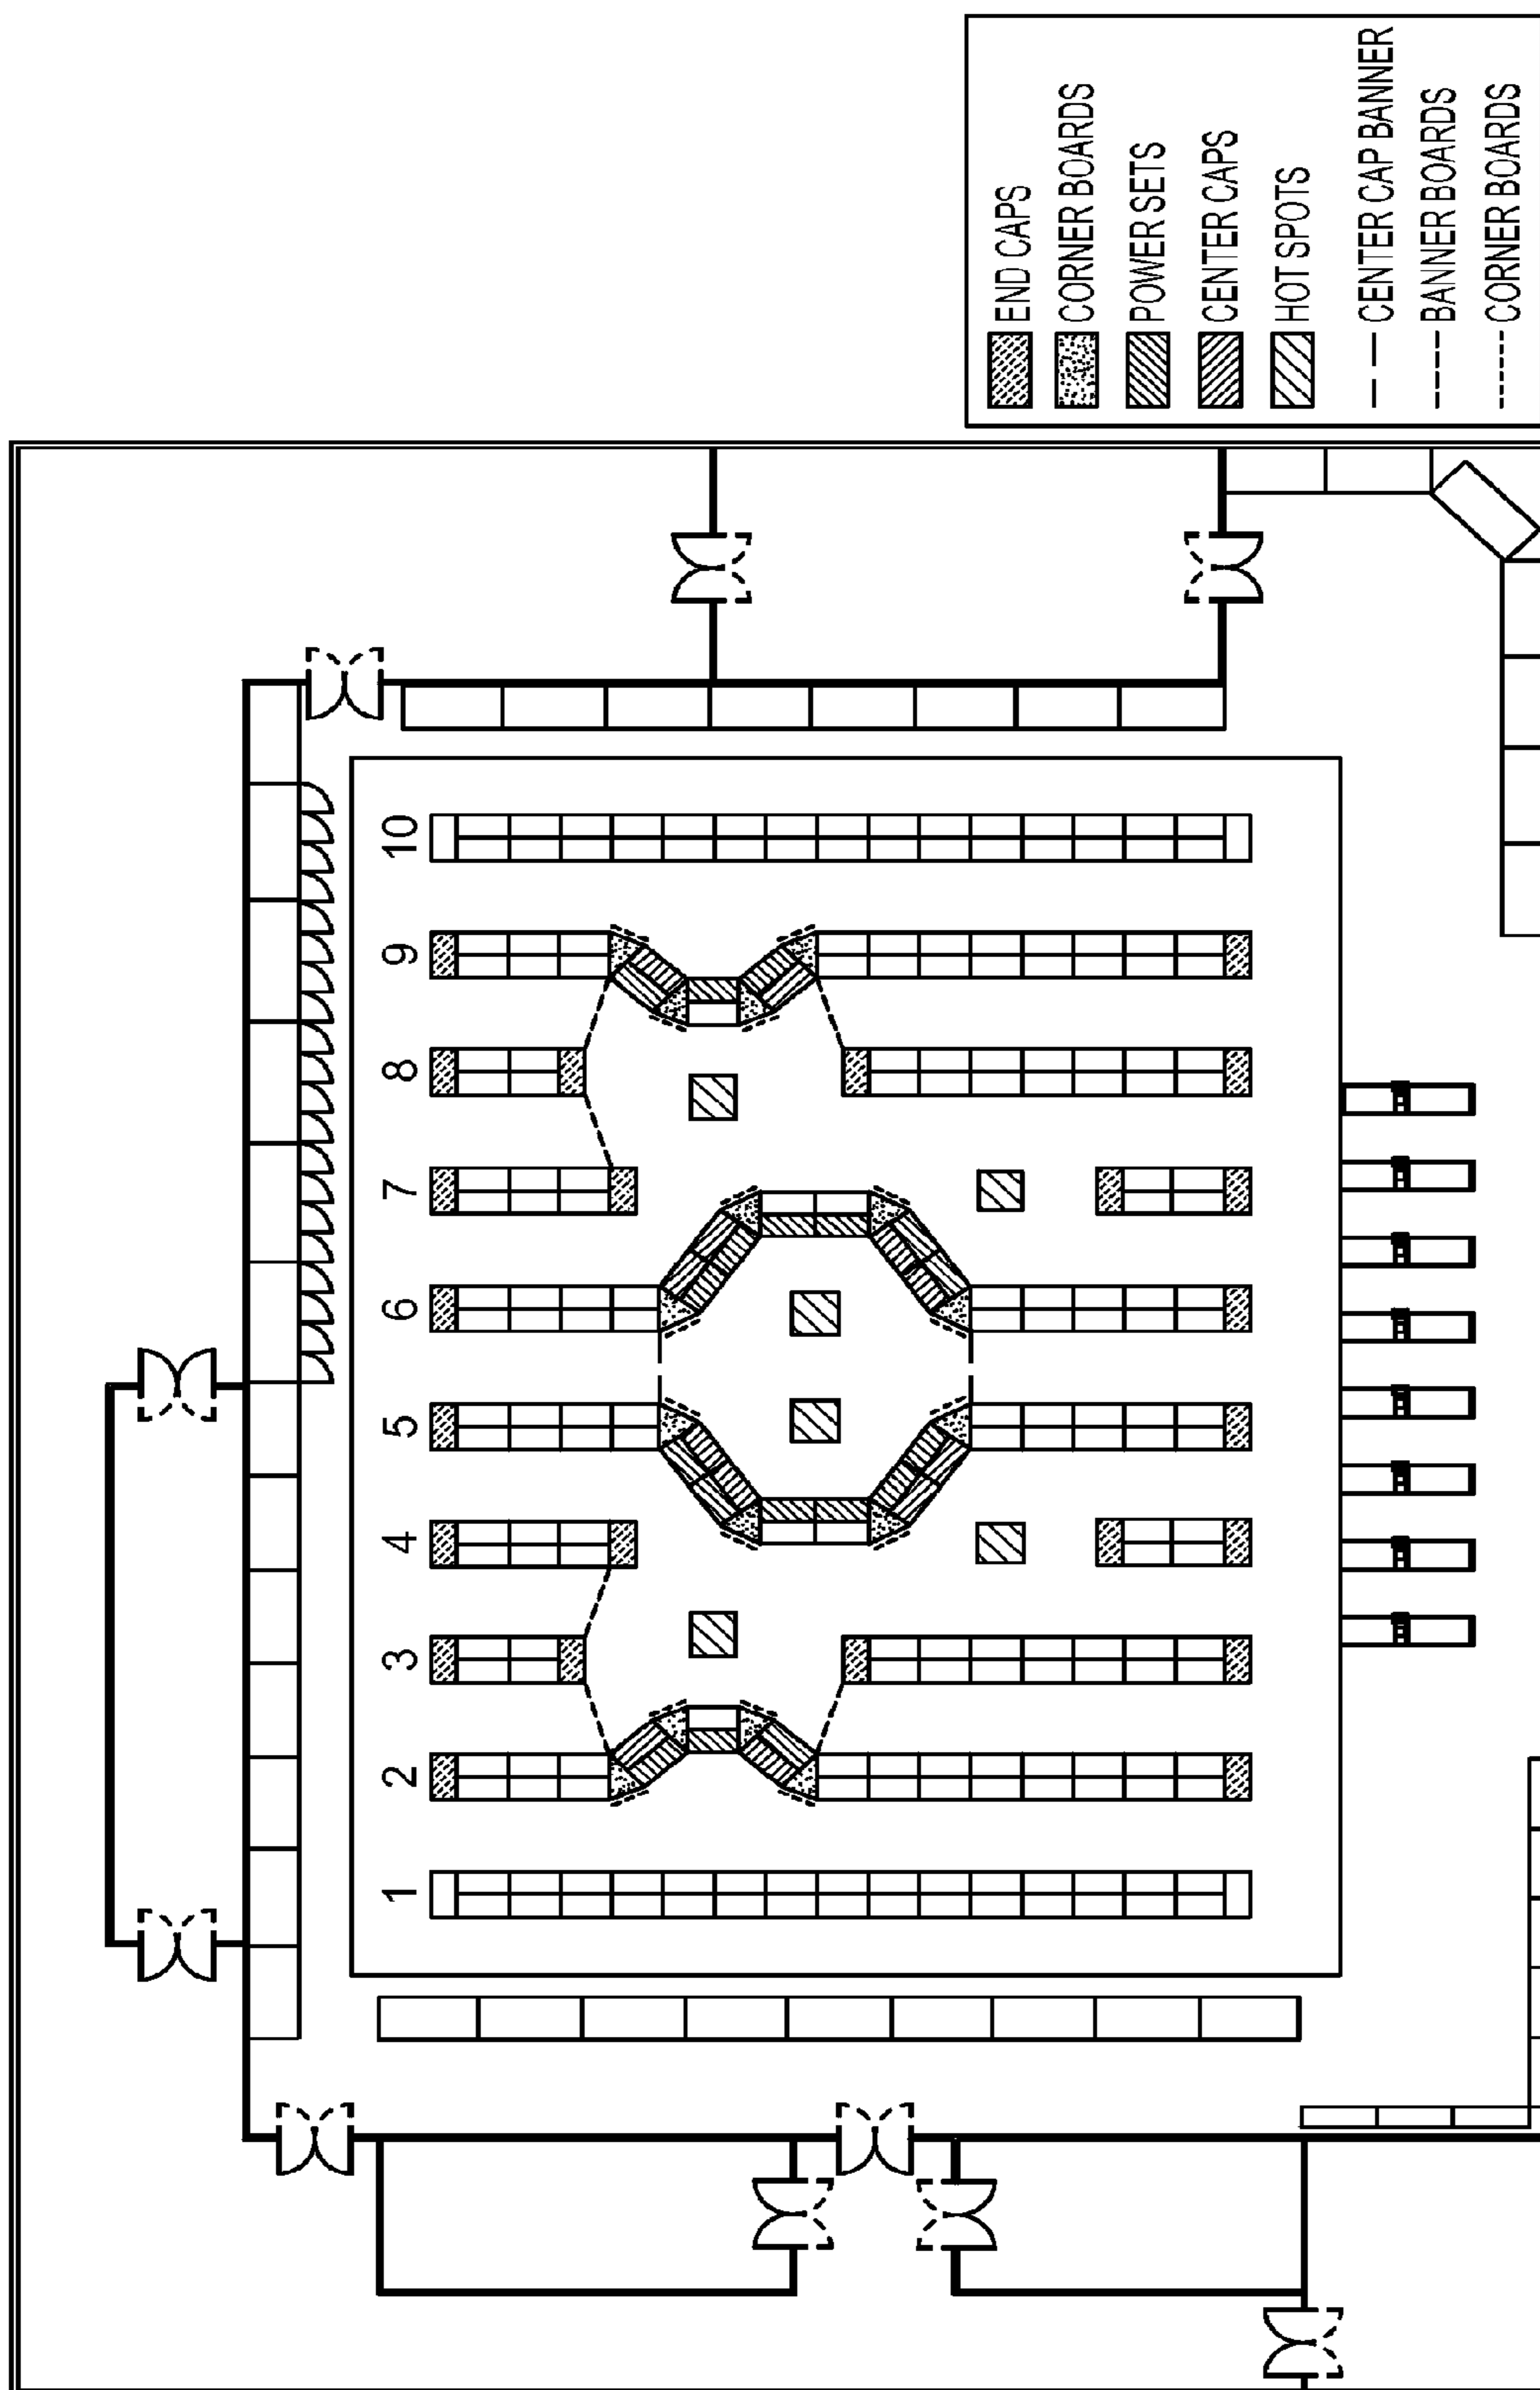 END CAPS
CORNER BOARDS
POWER SETS
CENTER CAPS
HOT SPOTS
CENTER CAP BANNER
BANNER BOARDS
CORNER BOARDS
1
2
3
4
5
6
7
8
9
10